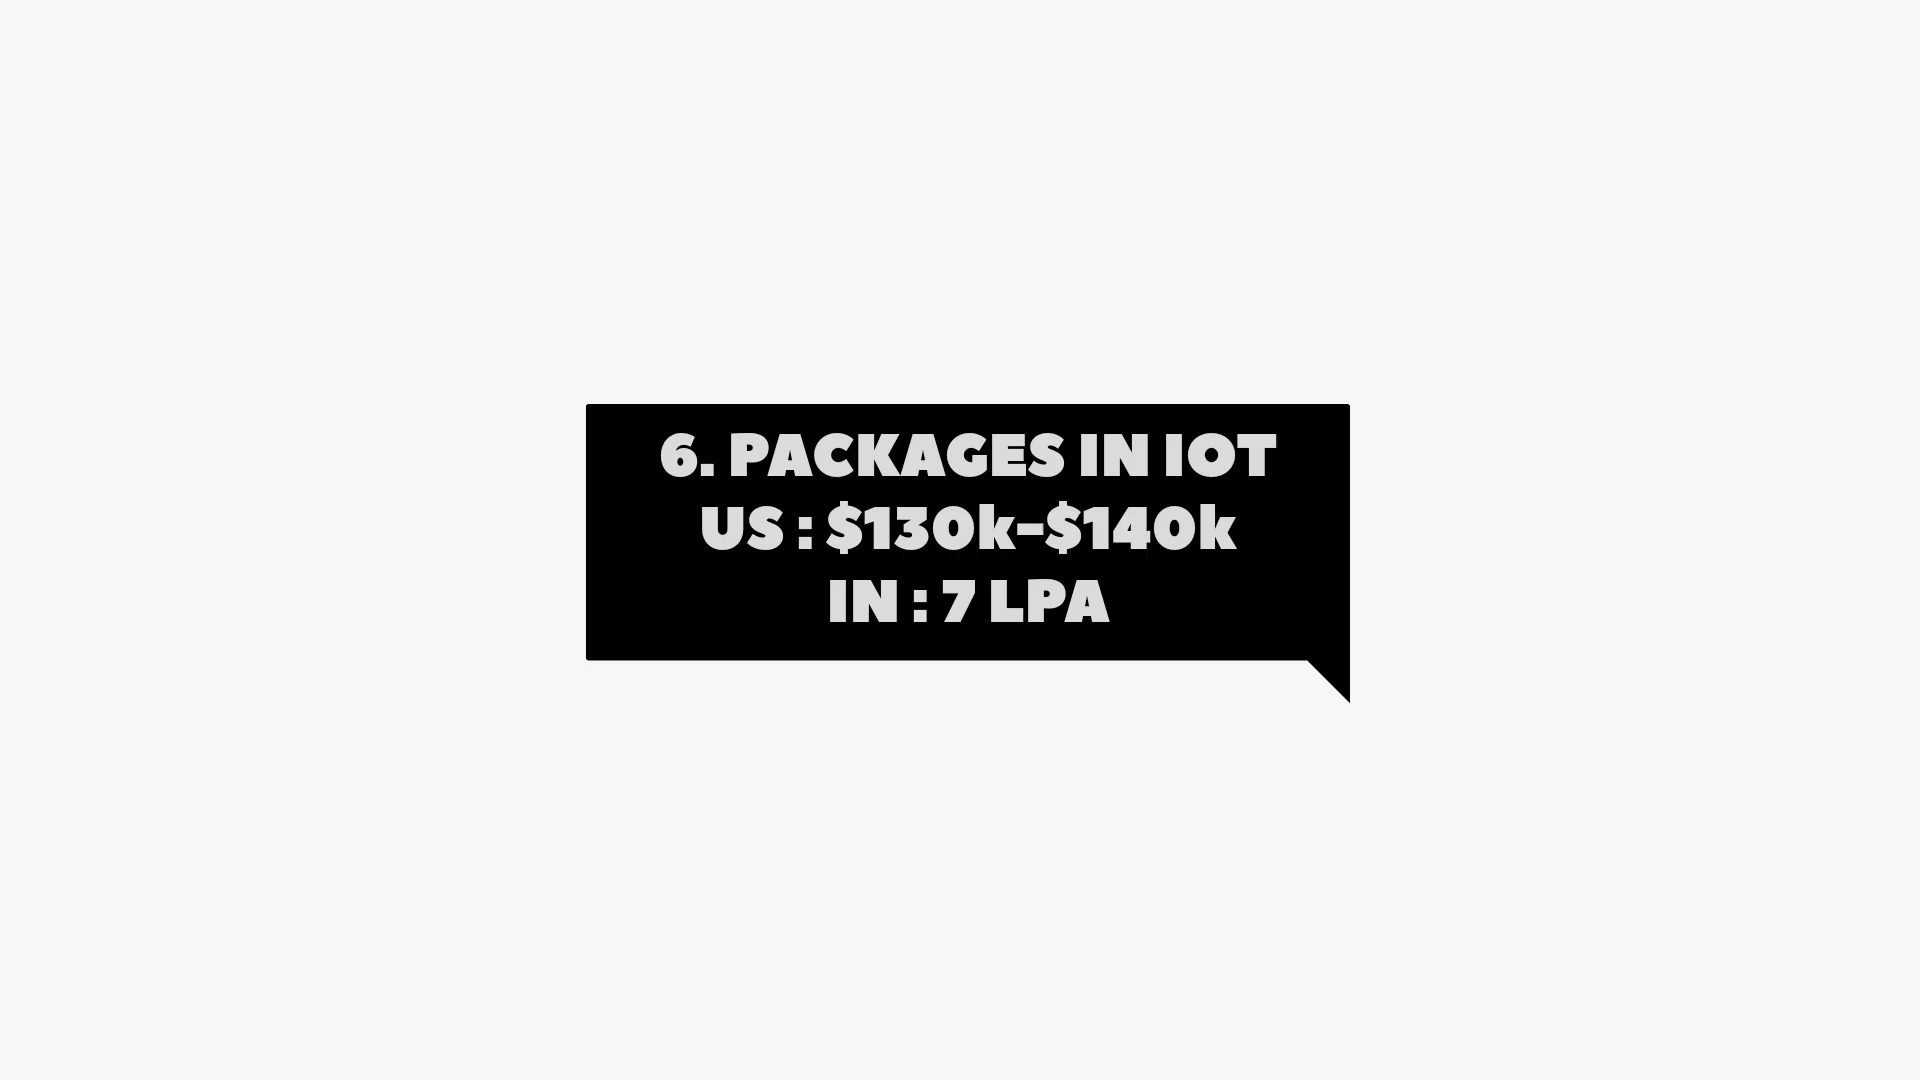 6. PACKAGES IN IOT
US : $130k-$140k
IN : 7 LPA